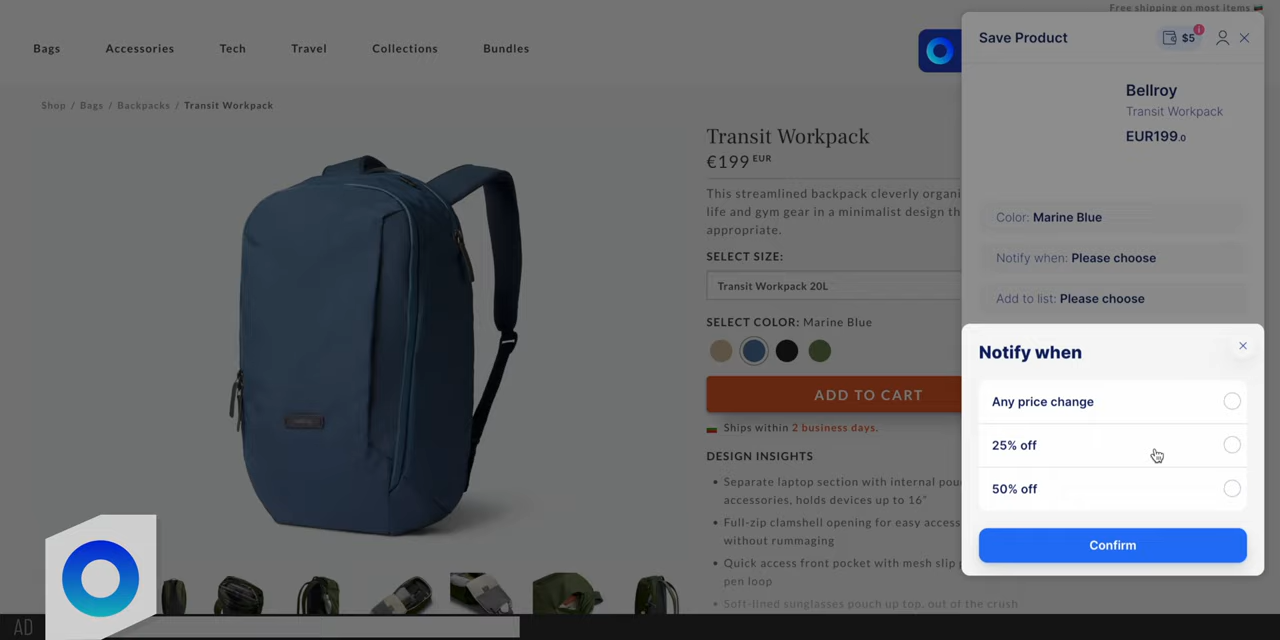 Free shipping on most items
Bags
Accessories
Tech
Travel
Collections
Bundles
Shop / Bags / Backpacks / Transit Workpack
Transit Workpack
€199 EUR
This streamlined backpack cleverly organi
life and gym gear in a minimalist design th
appropriate.
SELECT SIZE:
Transit Workpack 20L
SELECT COLOR: Marine Blue
ADD TO CART
Ships within 2 business days.
DESIGN INSIGHTS
• Separate laptop section with internal pou
accessories, holds devices up to 16"
• Full-zip clamshell opening for easy access
without rummaging
• Quick access front pocket with mesh slip p
pen loop
• Soft-lined sunglasses pouch up top, out of the crush
Save Product
$5
i
Bellroy
Transit Workpack
EUR199.0
Color: Marine Blue
Notify when: Please choose
Add to list: Please choose
Notify when
Any price change
25% off
50% off
Confirm
AD